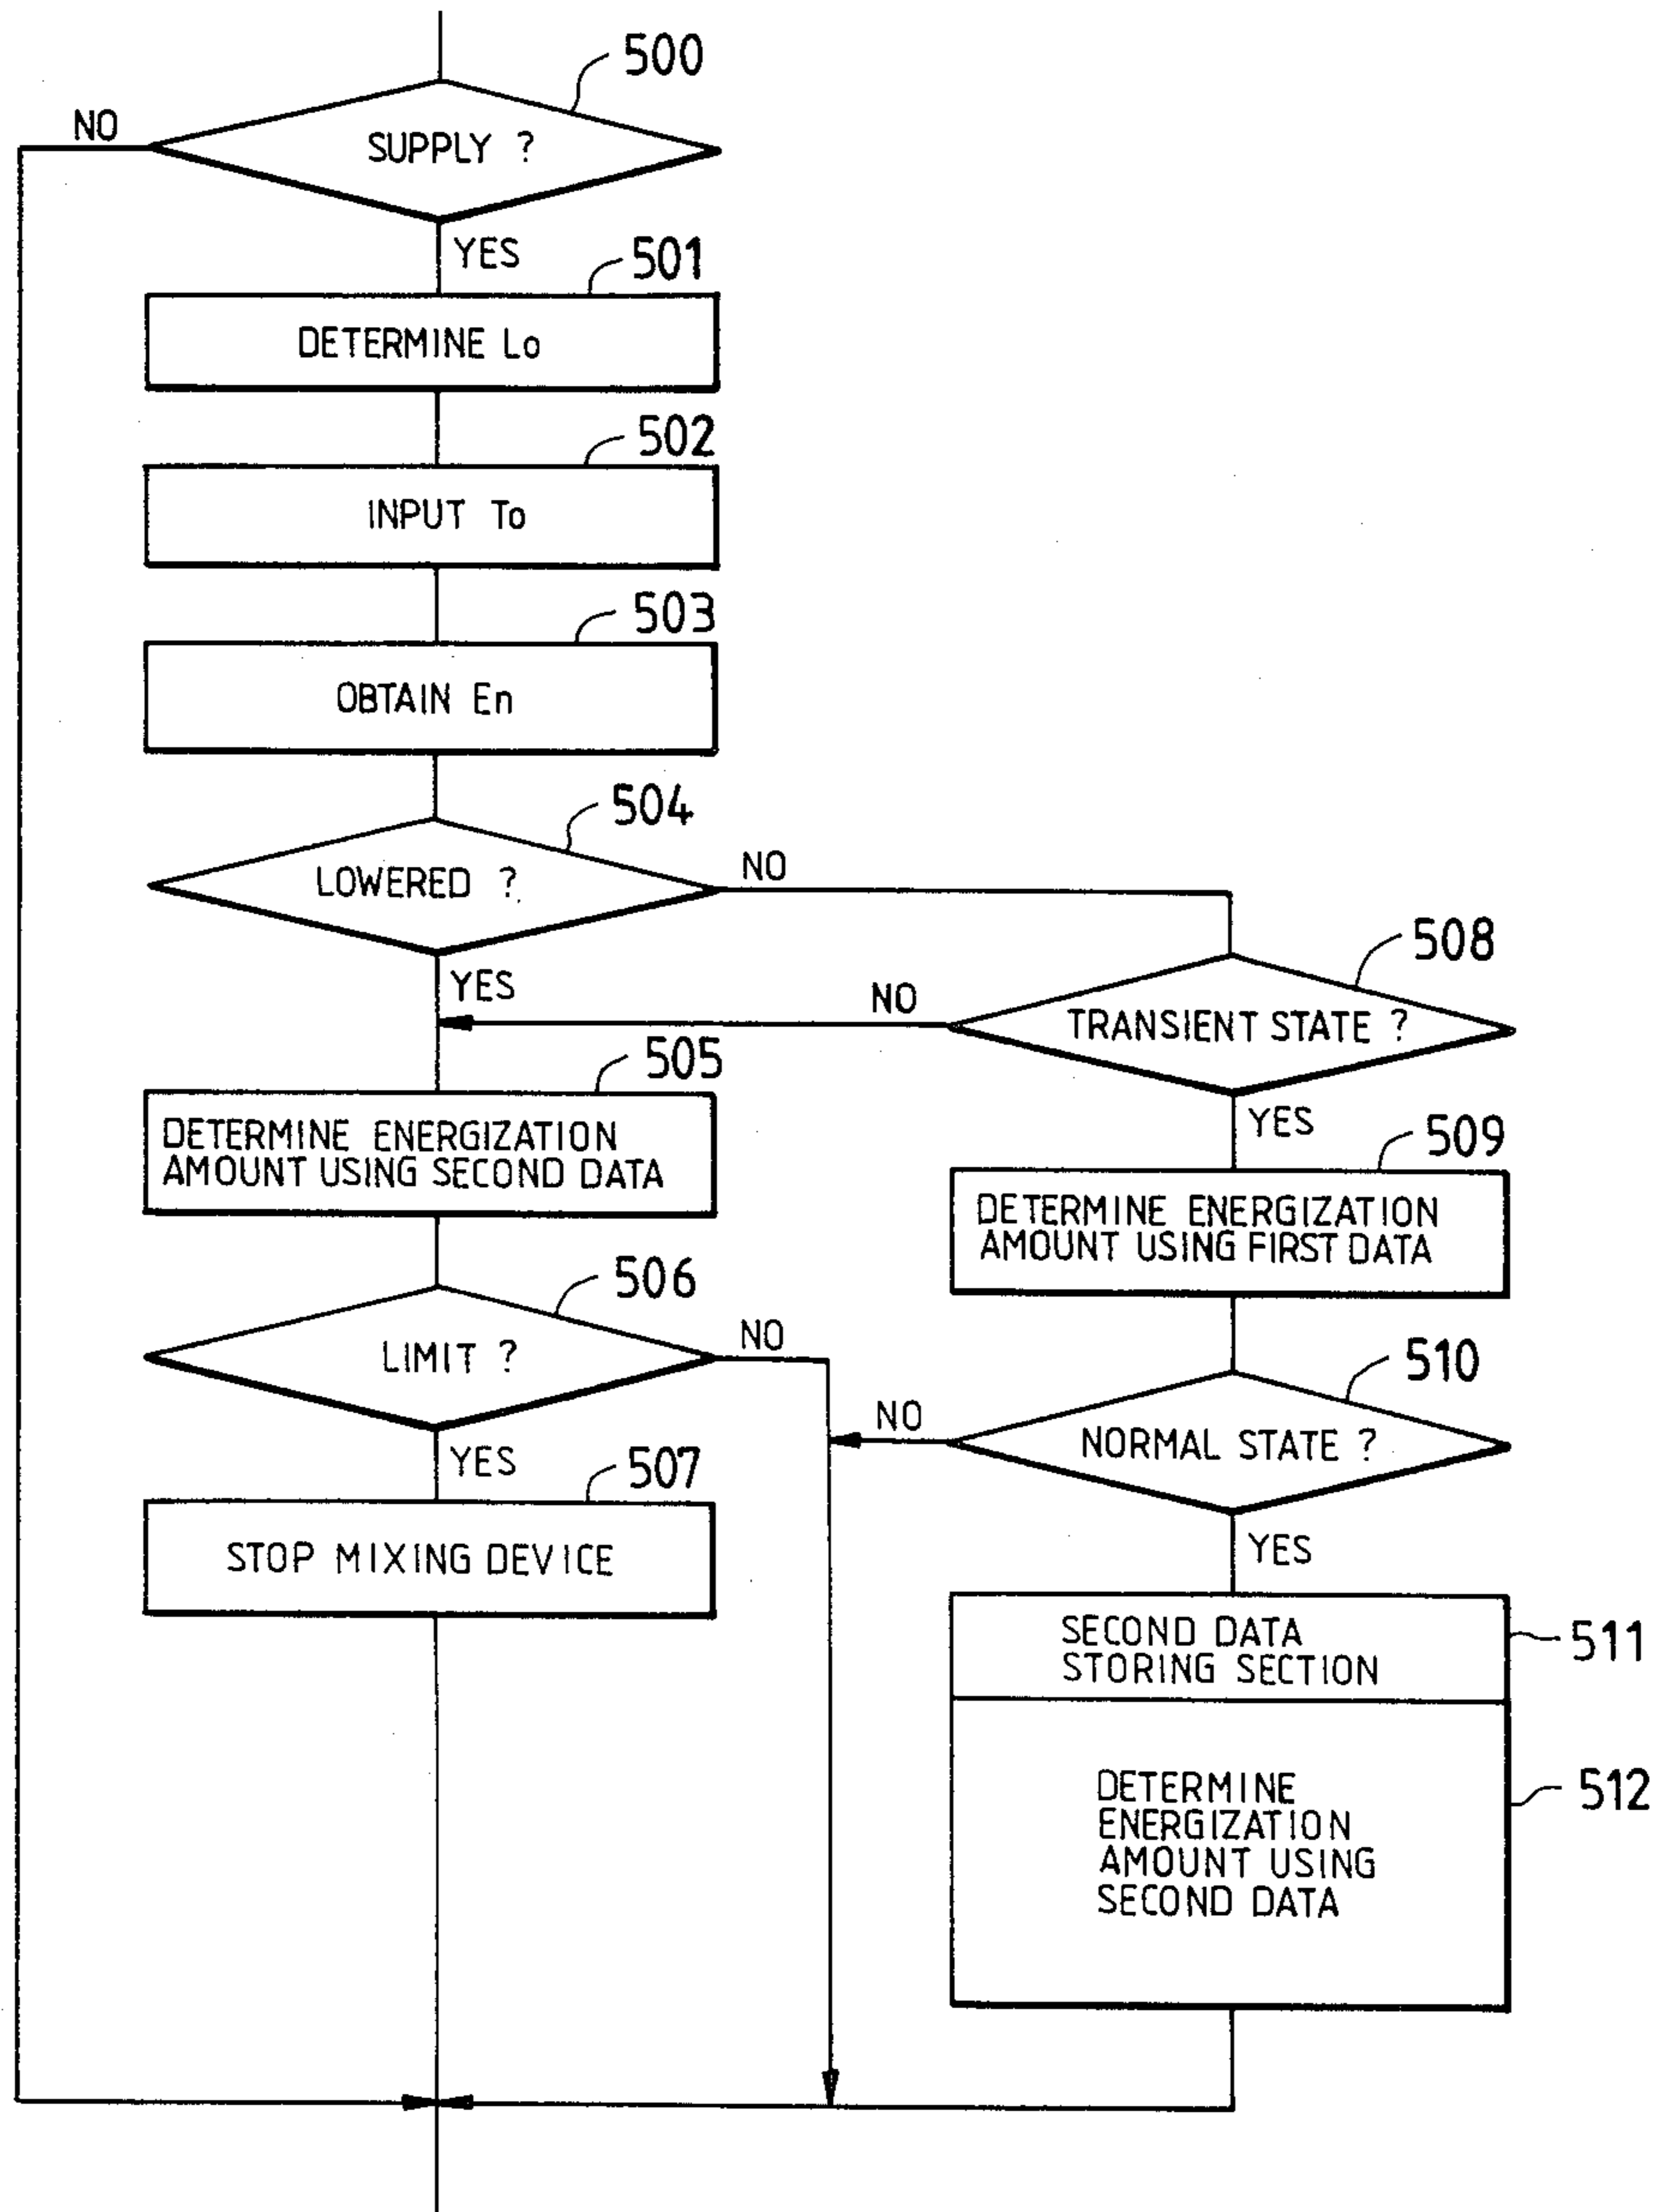 500
NO
SUPPLY ?
YES
501
DETERMINE Lo
502
INPUT To
503
OBTAIN En
504
LOWERED ?
NO
508
YES
NO
TRANSIENT STATE ?
505
DETERMINE ENERGIZATION
AMOUNT USING SECOND DATA
YES
509
DETERMINE ENERGIZATION
AMOUNT USING FIRST DATA
506
LIMIT ?
NO
510
NO
NORMAL STATE ?
YES
507
STOP MIXING DEVICE
YES
SECOND DATA
STORING SECTION
511
DETERMINE
ENERGIZATION
AMOUNT USING
SECOND DATA
512